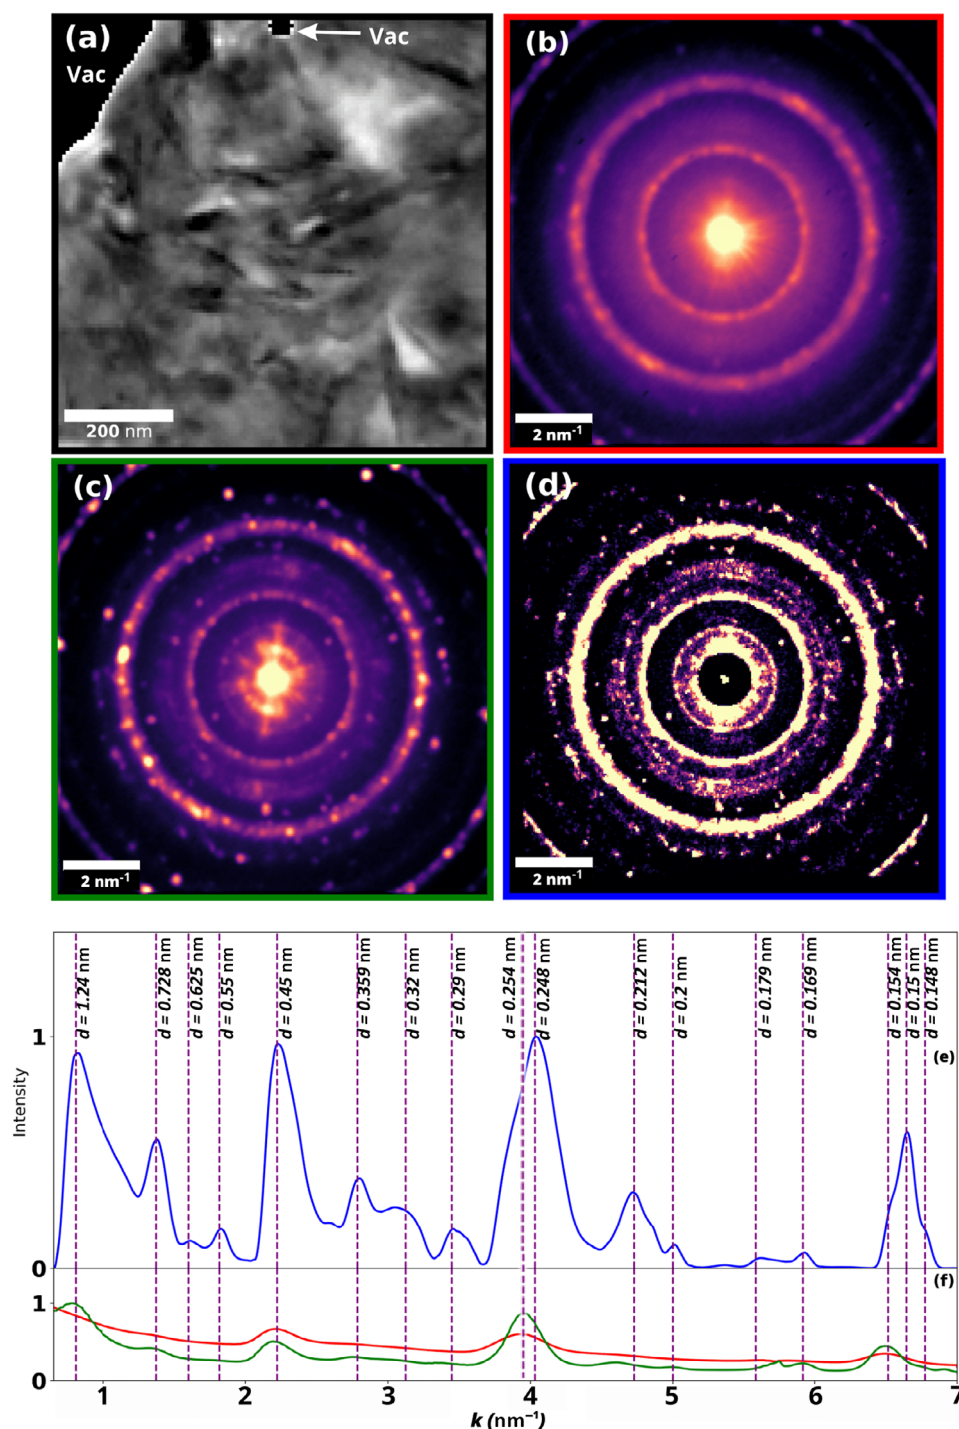 (a)
Vac
Vac
200 nm
(b)
2 nm⁻¹
(c)
2 nm⁻¹
(d)
2 nm⁻¹
d = 1.24 nm
d = 0.728 nm
d = 0.625 nm
d = 0.55 nm
d = 0.45 nm
d = 0.359 nm
d = 0.32 nm
d = 0.29 nm
d = 0.254 nm
d = 0.248 nm
d = 0.212 nm
d = 0.2 nm
d = 0.179 nm
d = 0.169 nm
d = 0.154 nm
d = 0.15 nm
d = 0.148 nm
1
(e)
Intensity
0
(f)
1
0
1 2 3 4 5 6 7
k (nm⁻¹)